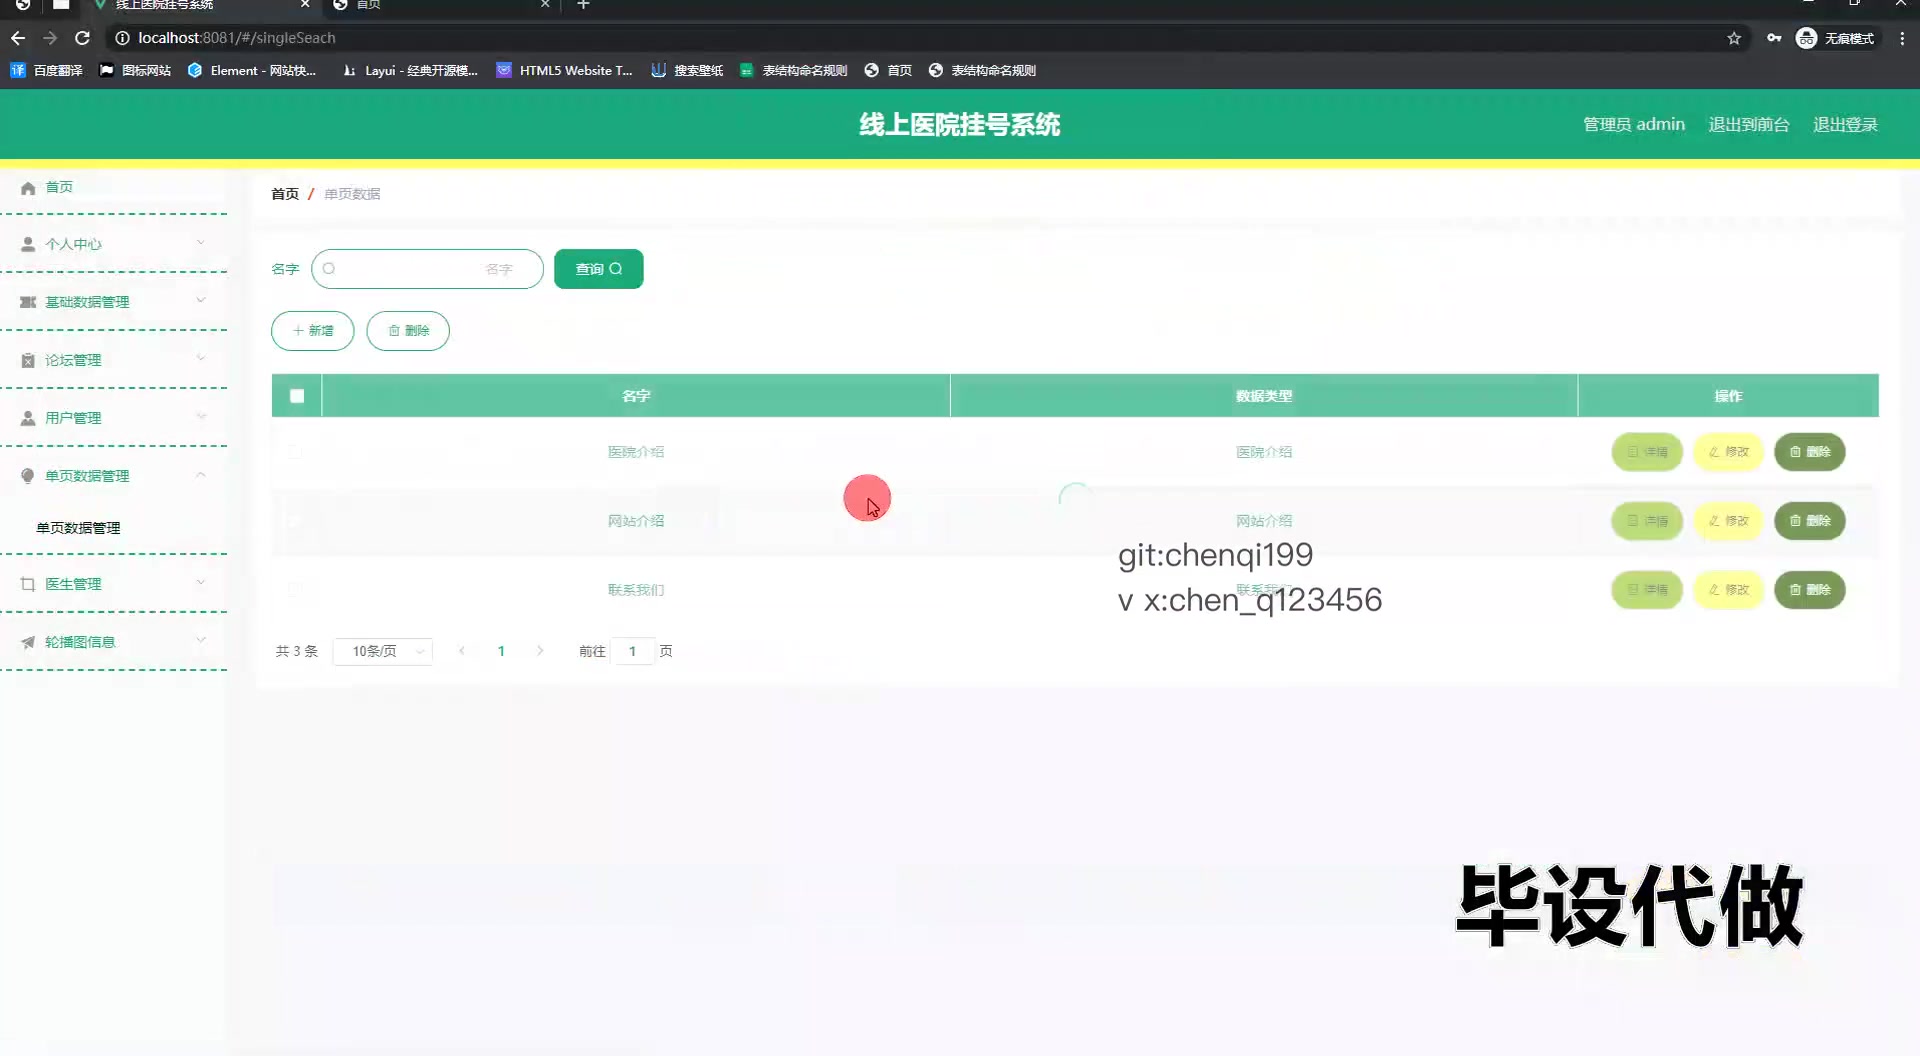 线上医院挂号系统
首页
localhost:8081/#/singleSeach
无痕模式
百度翻译
图标网站
Element - 网站快...
Layui - 经典开源模...
HTML5 Website T...
搜索壁纸
表结构命名规则
首页
表结构命名规则
线上医院挂号系统
管理员 admin
退出到前台
退出登录
首页
个人中心
基础数据管理
论坛管理
用户管理
单页数据管理
单页数据管理
医生管理
轮播图信息
首页 / 单页数据
名字
名字
查询
新增
删除
名字 数据类型 操作
医院介绍 医院介绍 详情 修改 删除
网站介绍 网站介绍 详情 修改 删除
联系我们 联系我们 详情 修改 删除
git:chenqi199
v x:chen_q123456
共 3 条 10条/页 1 前往 1 页
毕设代做